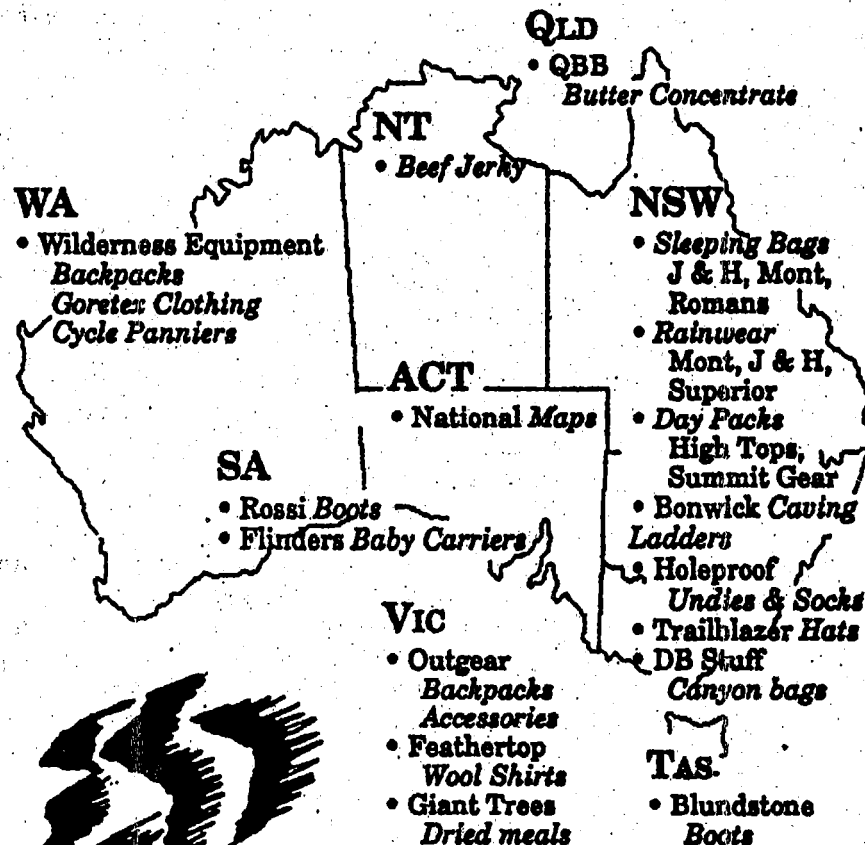 QLD
• QBB
Butter Concentrate
NT
• Beef Jerky
WA
• Wilderness Equipment
Backpacks
Goretex Clothing
Cycle Panniers
NSW
• Sleeping Bags
J & H, Mont,
Romans
• Rainwear
Mont, J & H,
Superior
• Day Packs
High Tops,
Summit Gear
• Bonwick Caving
Ladders
• Holeproof
Undies & Socks
• Trailblazer Hats
• DB Stuff
Canyon bags
ACT
• National Maps
SA
• Rossi Boots
• Flinders Baby Carriers
VIC
• Outgear
Backpacks
Accessories
• Feathertop
Wool Shirts
• Giant Trees
Dried meals
TAS.
• Blundstone
Boots